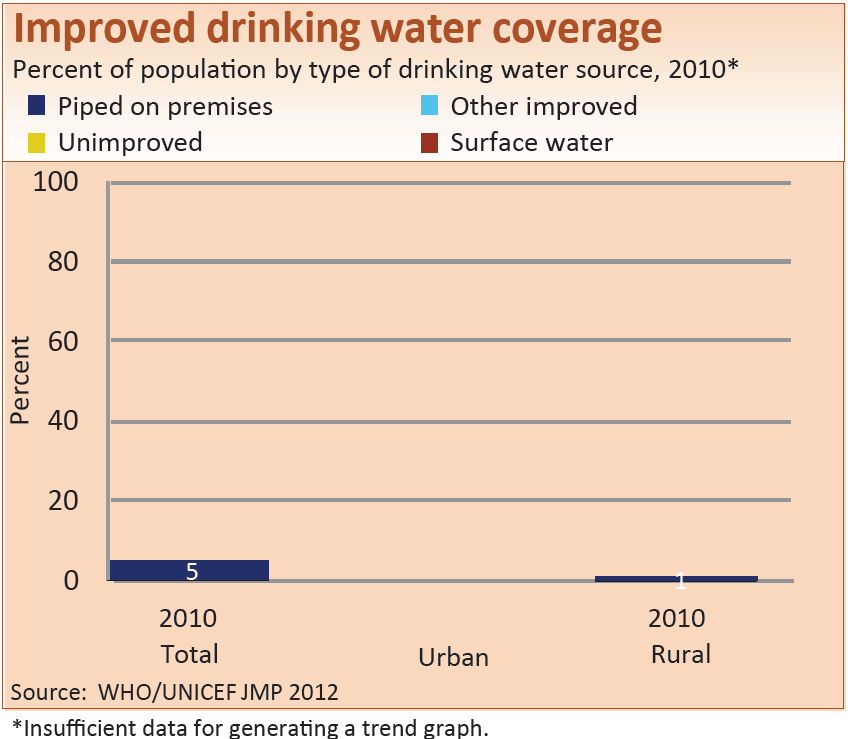 Improved drinking water coverage
Percent of population by type of drinking water source, 2010*
Piped on premises
Other improved
Unimproved
Surface water
100
80
60
40
20
0
Percent
5
1
2010
2010
Total
Urban
Rural
Source: WHO/UNICEF JMP 2012
*Insufficient data for generating a trend graph.